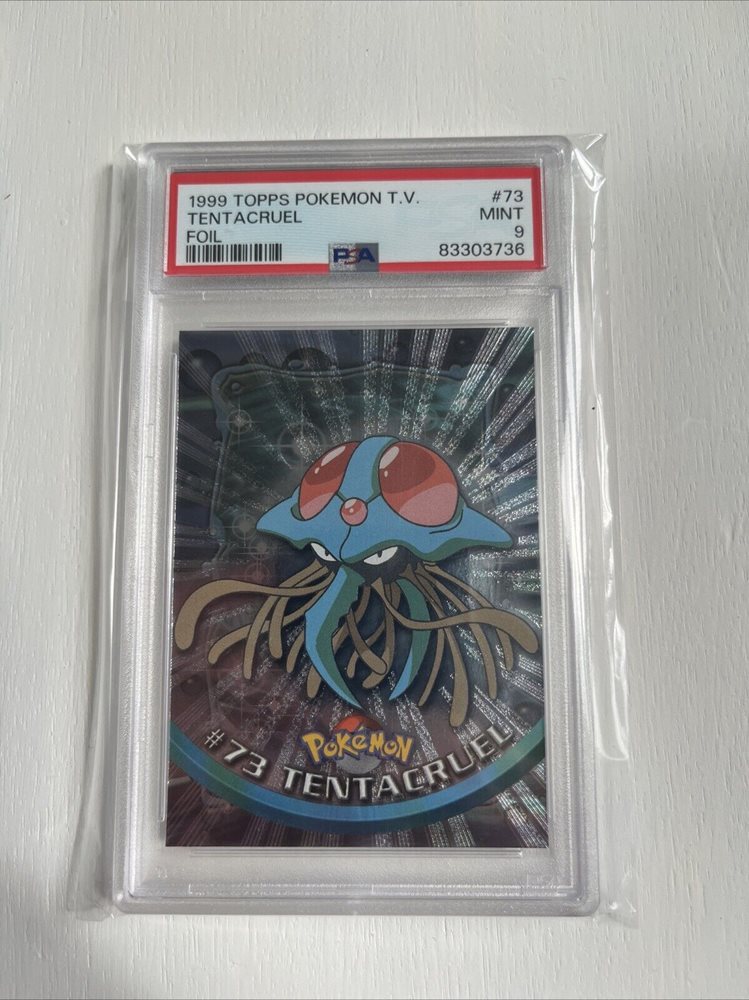 1999 TOPPS POKEMON T.V. #73
TENTACRUEL MINT
FOIL 9
PSA 83303736
POKéMON
#73 TENTACRUEL